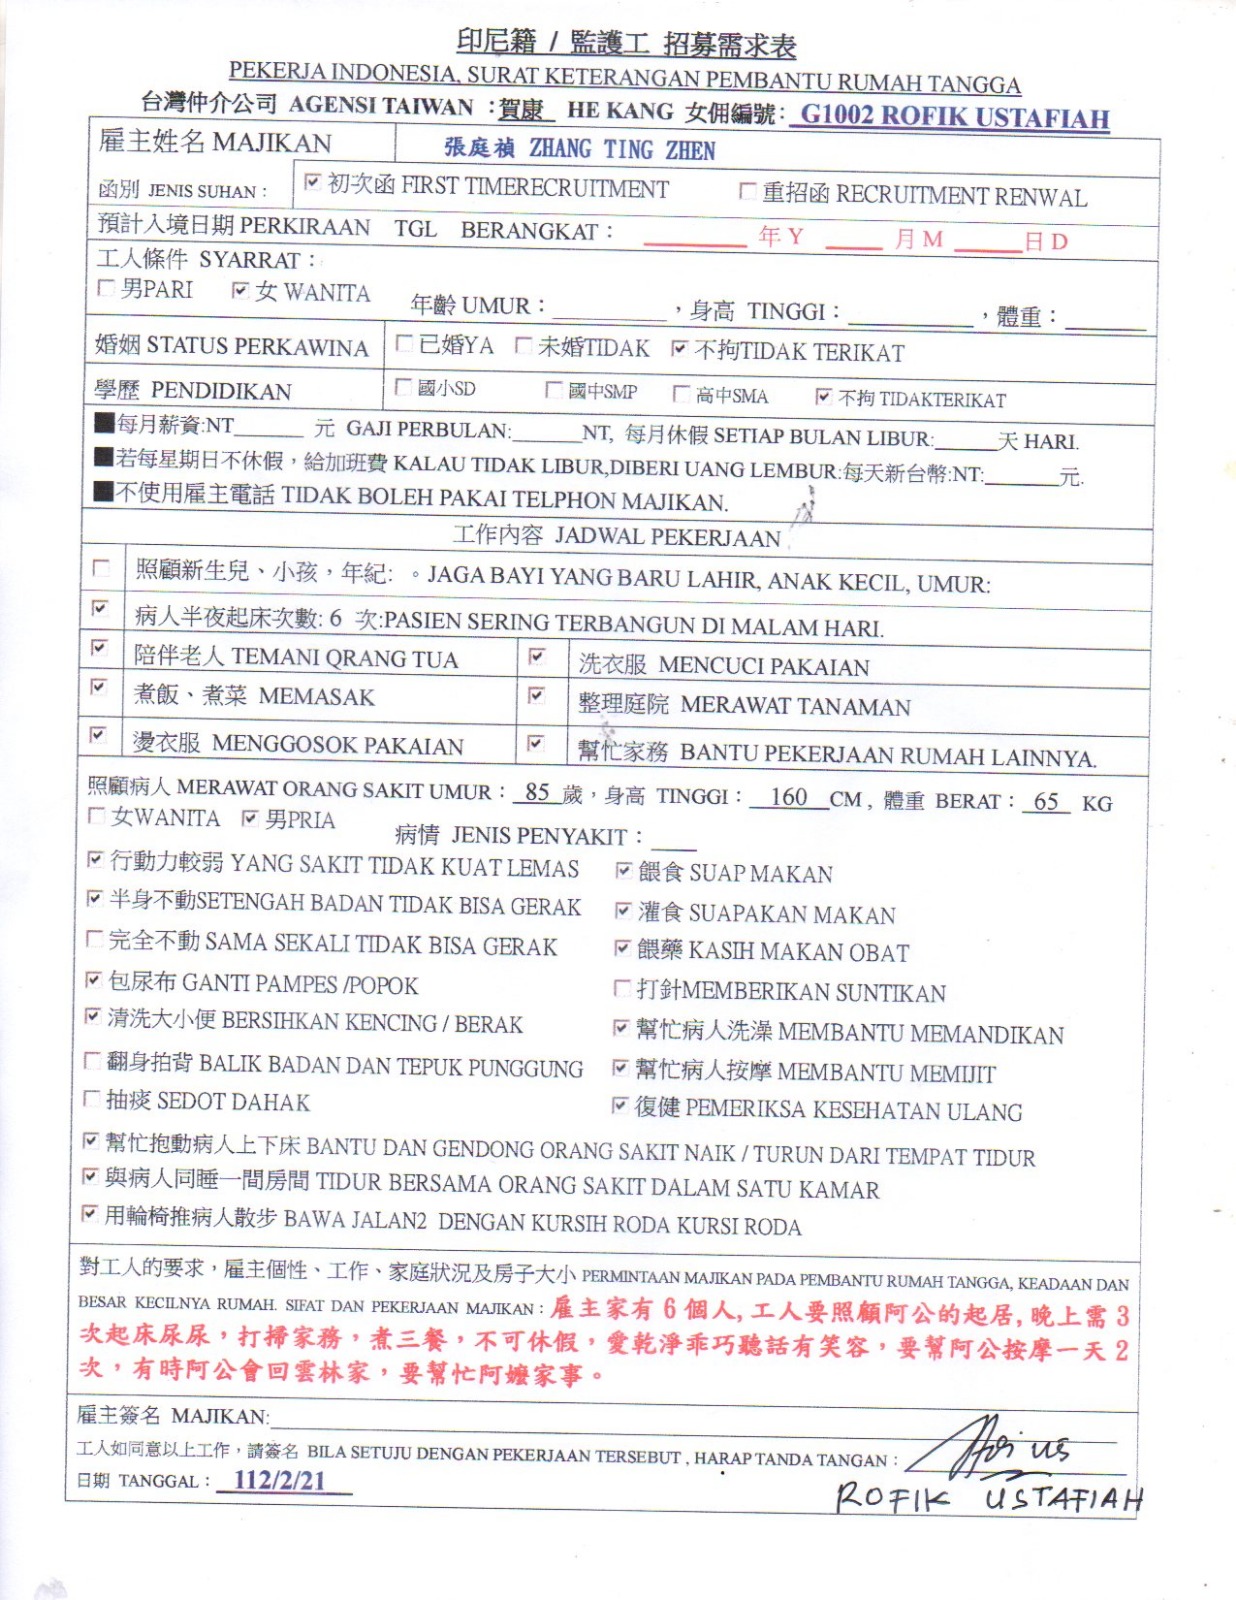 印尼籍 / 監護工 招募需求表
PEKERJA INDONESIA, SURAT KETERANGAN PEMBANTU RUMAH TANGGA
台灣仲介公司 AGENSI TAIWAN :賀康 HE KANG 女佣編號: G1002 ROFIK USTAFIAH
雇主姓名 MAJIKAN 張庭禎 ZHANG TING ZHEN
函別 JENIS SUHAN : ☑初次函 FIRST TIMERECRUITMENT □重招函 RECRUITMENT RENWAL
預計入境日期 PERKIRAAN TGL BERANGKAT : ______ 年 Y ____ 月 M ____ 日 D
工人條件 SYARRAT :
□男PARI ☑女 WANITA 年齡 UMUR : ________ , 身高 TINGGI : ________ , 體重 : ______
婚姻 STATUS PERKAWINA □已婚YA □未婚TIDAK ☑不拘TIDAK TERIKAT
學歷 PENDIDIKAN □國小SD □國中SMP □高中SMA ☑不拘 TIDAKTERIKAT
■每月薪資:NT______ 元 GAJI PERBULAN:______NT, 每月休假 SETIAP BULAN LIBUR:_____天 HARI.
■若每星期日不休假,給加班費 KALAU TIDAK LIBUR,DIBERI UANG LEMBUR:每天新台幣:NT:______元.
■不使用雇主電話 TIDAK BOLEH PAKAI TELPHON MAJIKAN.
工作內容 JADWAL PEKERJAAN
□ 照顧新生兒、小孩,年紀: 。JAGA BAYI YANG BARU LAHIR, ANAK KECIL, UMUR:
☑ 病人半夜起床次數: 6 次:PASIEN SERING TERBANGUN DI MALAM HARI.
☑ 陪伴老人 TEMANI QRANG TUA ☑ 洗衣服 MENCUCI PAKAIAN
☑ 煮飯、煮菜 MEMASAK ☑ 整理庭院 MERAWAT TANAMAN
☑ 燙衣服 MENGGOSOK PAKAIAN ☑ 幫忙家務 BANTU PEKERJAAN RUMAH LAINNYA.
照顧病人 MERAWAT ORANG SAKIT UMUR : 85 歲,身高 TINGGI : 160 CM , 體重 BERAT : 65 KG
□女WANITA ☑男PRIA 病情 JENIS PENYAKIT : ___
☑行動力較弱 YANG SAKIT TIDAK KUAT LEMAS ☑餵食 SUAP MAKAN
☑半身不動SETENGAH BADAN TIDAK BISA GERAK ☑灌食 SUAPAKAN MAKAN
□完全不動 SAMA SEKALI TIDAK BISA GERAK ☑餵藥 KASIH MAKAN OBAT
☑包尿布 GANTI PAMPES /POPOK □打針MEMBERIKAN SUNTIKAN
☑清洗大小便 BERSIHKAN KENCING / BERAK ☑幫忙病人洗澡 MEMBANTU MEMANDIKAN
□翻身拍背 BALIK BADAN DAN TEPUK PUNGGUNG ☑幫忙病人按摩 MEMBANTU MEMIJIT
□抽痰 SEDOT DAHAK ☑復健 PEMERIKSA KESEHATAN ULANG
☑幫忙抱動病人上下床 BANTU DAN GENDONG ORANG SAKIT NAIK / TURUN DARI TEMPAT TIDUR
☑與病人同睡一間房間 TIDUR BERSAMA ORANG SAKIT DALAM SATU KAMAR
☑用輪椅推病人散步 BAWA JALAN2 DENGAN KURSIH RODA KURSI RODA
對工人的要求,雇主個性、工作、家庭狀況及房子大小 PERMINTAAN MAJIKAN PADA PEMBANTU RUMAH TANGGA, KEADAAN DAN
BESAR KECILNYA RUMAH. SIFAT DAN PEKERJAAN MAJIKAN : 雇主家有 6 個人,工人要照顧阿公的起居,晚上需 3
次起床尿尿,打掃家務,煮三餐,不可休假,愛乾淨乖巧聽話有笑容,要幫阿公按摩一天 2
次,有時阿公會回雲林家,要幫忙阿嬤家事。
雇主簽名 MAJIKAN:
工人如同意以上工作,請簽名 BILA SETUJU DENGAN PEKERJAAN TERSEBUT , HARAP TANDA TANGAN :
日期 TANGGAL : 112/2/21
ROFIK USTAFIAH